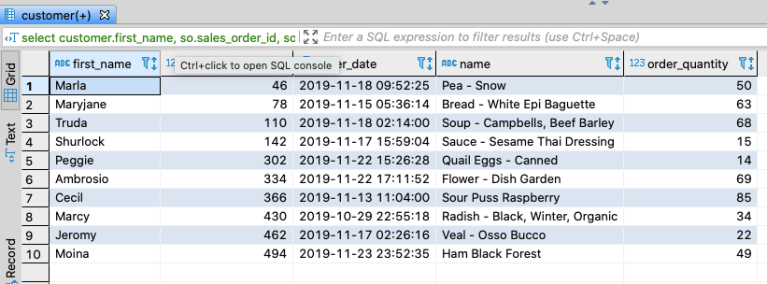 customer(+)
select customer.first_name, so.sales_order_id, so Enter a SQL expression to filter results (use Ctrl+Space)
Grid
Text
Record
ABC first_name 123 Ctrl+click to open SQL console r_date ABC name 123 order_quantity
1 Marla 46 2019-11-18 09:52:25 Pea - Snow 50
2 Maryjane 78 2019-11-15 05:36:14 Bread - White Epi Baguette 63
3 Truda 110 2019-11-18 02:14:00 Soup - Campbells, Beef Barley 68
4 Shurlock 142 2019-11-17 15:59:04 Sauce - Sesame Thai Dressing 15
5 Peggie 302 2019-11-22 15:26:28 Quail Eggs - Canned 14
6 Ambrosio 334 2019-11-22 17:11:52 Flower - Dish Garden 69
7 Cecil 366 2019-11-13 11:04:00 Sour Puss Raspberry 85
8 Marcy 430 2019-10-29 22:55:18 Radish - Black, Winter, Organic 34
9 Jeromy 462 2019-11-17 02:26:16 Veal - Osso Bucco 22
10 Moina 494 2019-11-23 23:52:35 Ham Black Forest 49